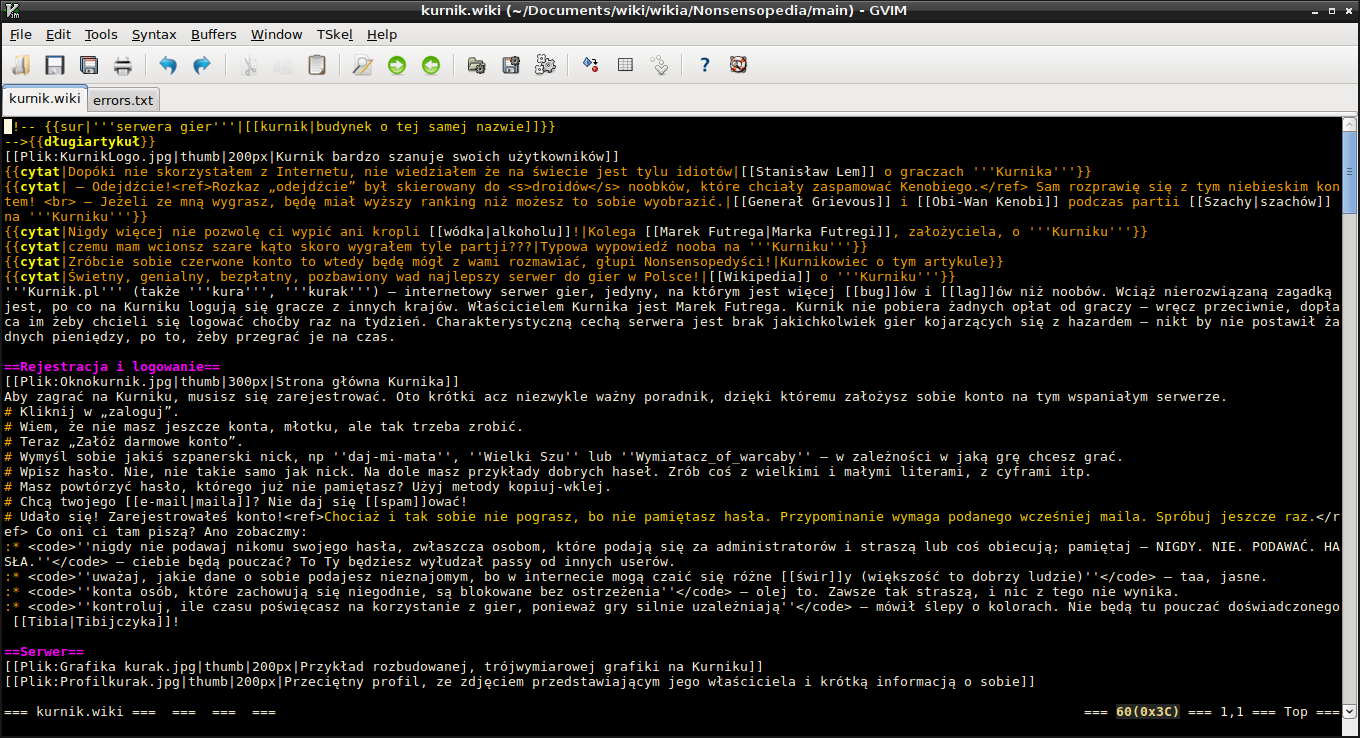 kurnik.wiki (~/Documents/wiki/wikia/Nonsensopedia/main) - GVIM
File Edit Tools Syntax Buffers Window TSkel Help
kurnik.wiki errors.txt
!-- {{sur|'''serwera gier'''|[[kurnik|budynek o tej samej nazwie]]}}
-->{{długiartykuł}}
[[Plik:KurnikLogo.jpg|thumb|200px|Kurnik bardzo szanuje swoich użytkowników]]
{{cytat|Dopóki nie skorzystałem z Internetu, nie wiedziałem że na świecie jest tylu idiotów|[[Stanisław Lem]] o graczach '''Kurnika'''}}
{{cytat| – Odejdźcie!<ref>Rozkaz „odejdźcie” był skierowany do <s>droidów</s> noobków, które chciały zaspamować Kenobiego.</ref> Sam rozprawię się z tym niebieskim kon
tem! <br> – Jeżeli ze mną wygrasz, będę miał wyższy ranking niż możesz to sobie wyobrazić.|[[Generał Grievous]] i [[Obi-Wan Kenobi]] podczas partii [[Szachy|szachów]]
na '''Kurniku'''}}
{{cytat|Nigdy więcej nie pozwolę ci wypić ani kropli [[wódka|alkoholu]]!|Kolega [[Marek Futrega|Marka Futregi]], założyciela, o '''Kurniku'''}}
{{cytat|czemu mam wcionsz szare kąto skoro wygrałem tyle partji???|Typowa wypowiedź nooba na '''Kurniku'''}}
{{cytat|Zróbcie sobie czerwone konto to wtedy będę mógł z wami rozmawiać, głupi Nonsensopedyści!|Kurnikowiec o tym artykule}}
{{cytat|Świetny, genialny, bezpłatny, pozbawiony wad najlepszy serwer do gier w Polsce!|[[Wikipedia]] o '''Kurniku'''}}
'''Kurnik.pl''' (także '''kura''', '''kurak''') – internetowy serwer gier, jedyny, na którym jest więcej [[bug]]ów i [[lag]]ów niż noobów. Wciąż nierozwiązaną zagadką
jest, po co na Kurniku logują się gracze z innych krajów. Właścicielem Kurnika jest Marek Futrega. Kurnik nie pobiera żadnych opłat od graczy – wręcz przeciwnie, dopła
ca im żeby chcieli się logować choćby raz na tydzień. Charakterystyczną cechą serwera jest brak jakichkolwiek gier kojarzących się z hazardem – nikt by nie postawił ża
dnych pieniędzy, po to, żeby przegrać je na czas.
==Rejestracja i logowanie==
[[Plik:Oknokurnik.jpg|thumb|300px|Strona główna Kurnika]]
Aby zagrać na Kurniku, musisz się zarejestrować. Oto krótki acz niezwykle ważny poradnik, dzięki któremu założysz sobie konto na tym wspaniałym serwerze.
# Kliknij w „zaloguj”.
# Wiem, że nie masz jeszcze konta, młotku, ale tak trzeba zrobić.
# Teraz „Załóż darmowe konto”.
# Wymyśl sobie jakiś szpanerski nick, np ''daj-mi-mata'', ''Wielki Szu'' lub ''Wymiatacz_of_warcaby'' – w zależności w jaką grę chcesz grać.
# Wpisz hasło. Nie, nie takie samo jak nick. Na dole masz przykłady dobrych haseł. Zrób coś z wielkimi i małymi literami, z cyframi itp.
# Masz powtórzyć hasło, którego już nie pamiętasz? Użyj metody kopiuj-wklej.
# Chcą twojego [[e-mail|maila]]? Nie daj się [[spam]]ować!
# Udało się! Zarejestrowałeś konto!<ref>Chociaż i tak sobie nie pograsz, bo nie pamiętasz hasła. Przypominanie wymaga podanego wcześniej maila. Spróbuj jeszcze raz.</r
ef> Co oni ci tam piszą? Ano zobaczmy:
:* <code>''nigdy nie podawaj nikomu swojego hasła, zwłaszcza osobom, które podają się za administratorów i straszą lub coś obiecują; pamiętaj – NIGDY. NIE. PODAWAĆ. HA
SŁA.''</code> – ciebie będą pouczać? To Ty będziesz wyłudzał passy od innych userów.
:* <code>''uważaj, jakie dane o sobie podajesz nieznajomym, bo w internecie mogą czaić się różne [[świr]]y (większość to dobrzy ludzie)''</code> – taa, jasne.
:* <code>''konta osób, które zachowują się niegodnie, są blokowane bez ostrzeżenia''</code> – olej to. Zawsze tak straszą, i nic z tego nie wynika.
:* <code>''kontroluj, ile czasu poświęcasz na korzystanie z gier, ponieważ gry silnie uzależniają''</code> – mówił ślepy o kolorach. Nie będą tu pouczać doświadczonego
[[Tibia|Tibijczyka]]!
==Serwer==
[[Plik:Grafika kurak.jpg|thumb|200px|Przykład rozbudowanej, trójwymiarowej grafiki na Kurniku]]
[[Plik:Profilkurak.jpg|thumb|200px|Przeciętny profil, ze zdjęciem przedstawiającym jego właściciela i krótką informacją o sobie]]
=== kurnik.wiki === === === === === 60(0x3C) === 1,1 === Top ===